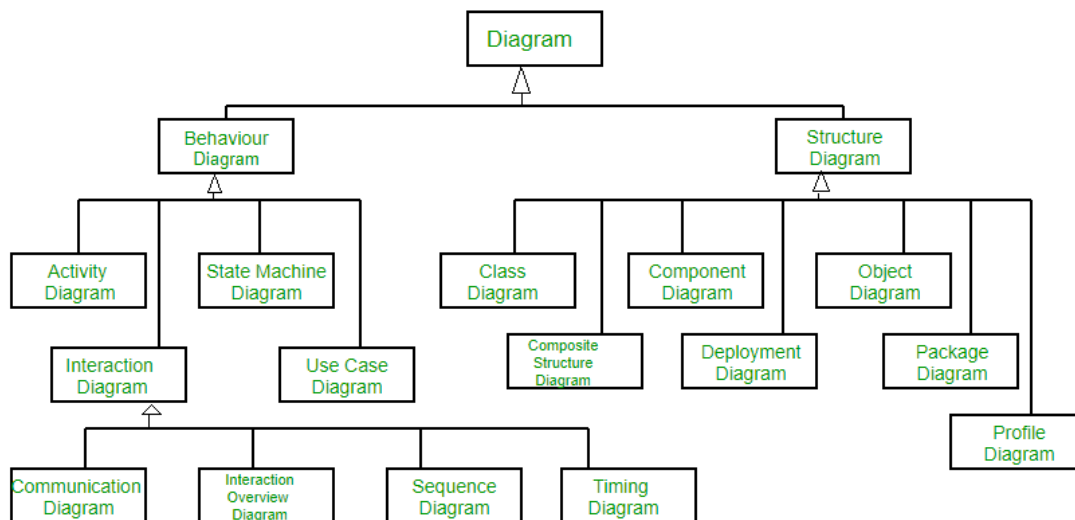 Diagram
Behaviour
Diagram
Structure
Diagram
Activity
Diagram
State Machine
Diagram
Class
Diagram
Component
Diagram
Object
Diagram
Interaction
Diagram
Use Case
Diagram
Composite
Structure
Diagram
Deployment
Diagram
Package
Diagram
Profile
Diagram
Communication
Diagram
Interaction
Overview
Diagram
Sequence
Diagram
Timing
Diagram